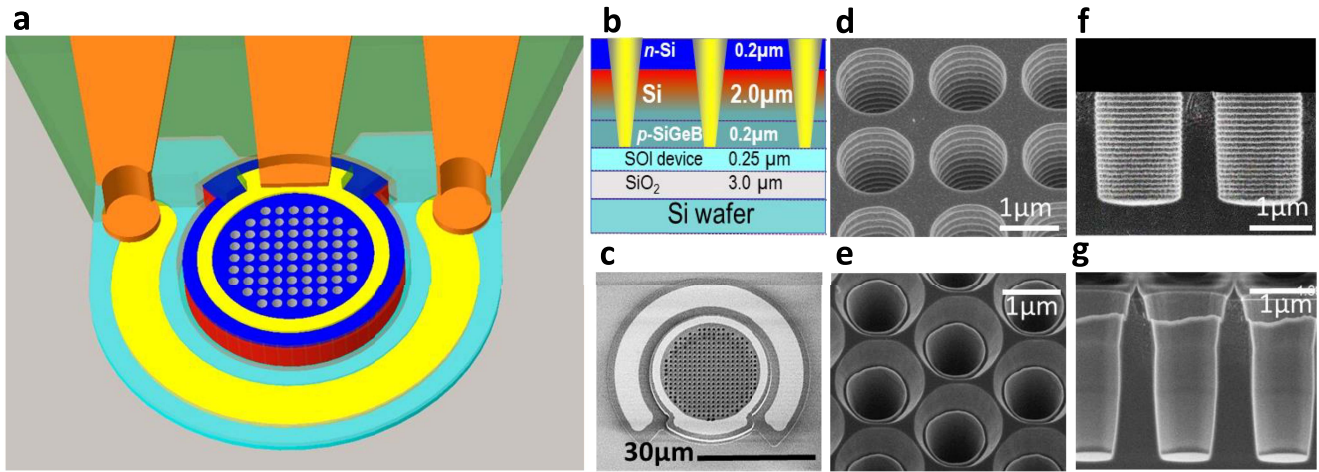 a
b
n-Si 0.2µm
Si 2.0µm
p-SiGeB 0.2µm
SOI device 0.25 µm
SiO2 3.0 µm
Si wafer
c
30µm
d
1µm
e
1µm
f
1µm
g
1µm